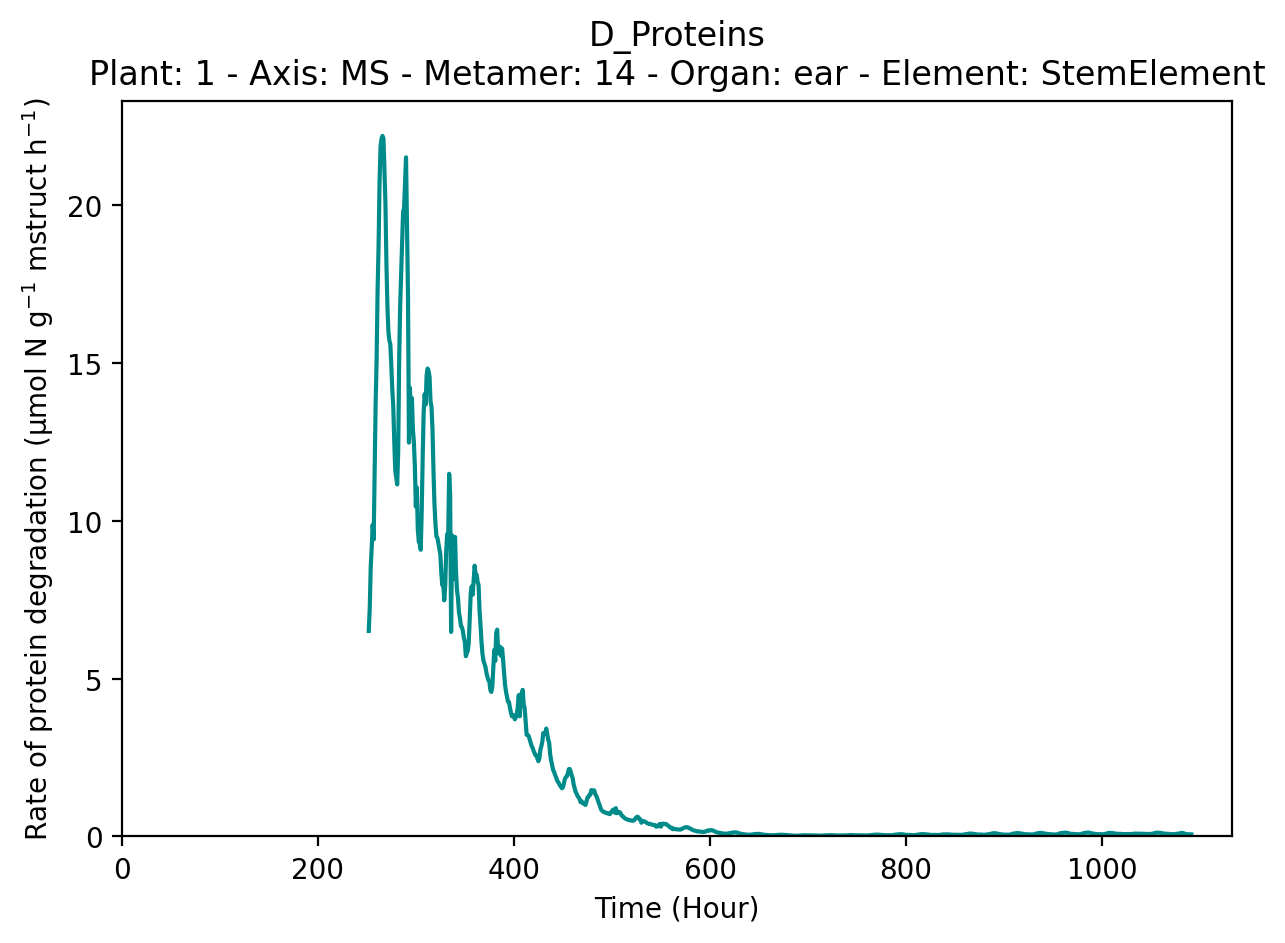 D_Proteins
Plant: 1 - Axis: MS - Metamer: 14 - Organ: ear - Element: StemElement
Rate of protein degradation (µmol N g⁻¹ mstruct h⁻¹)
20
15
10
5
0
0 200 400 600 800 1000
Time (Hour)